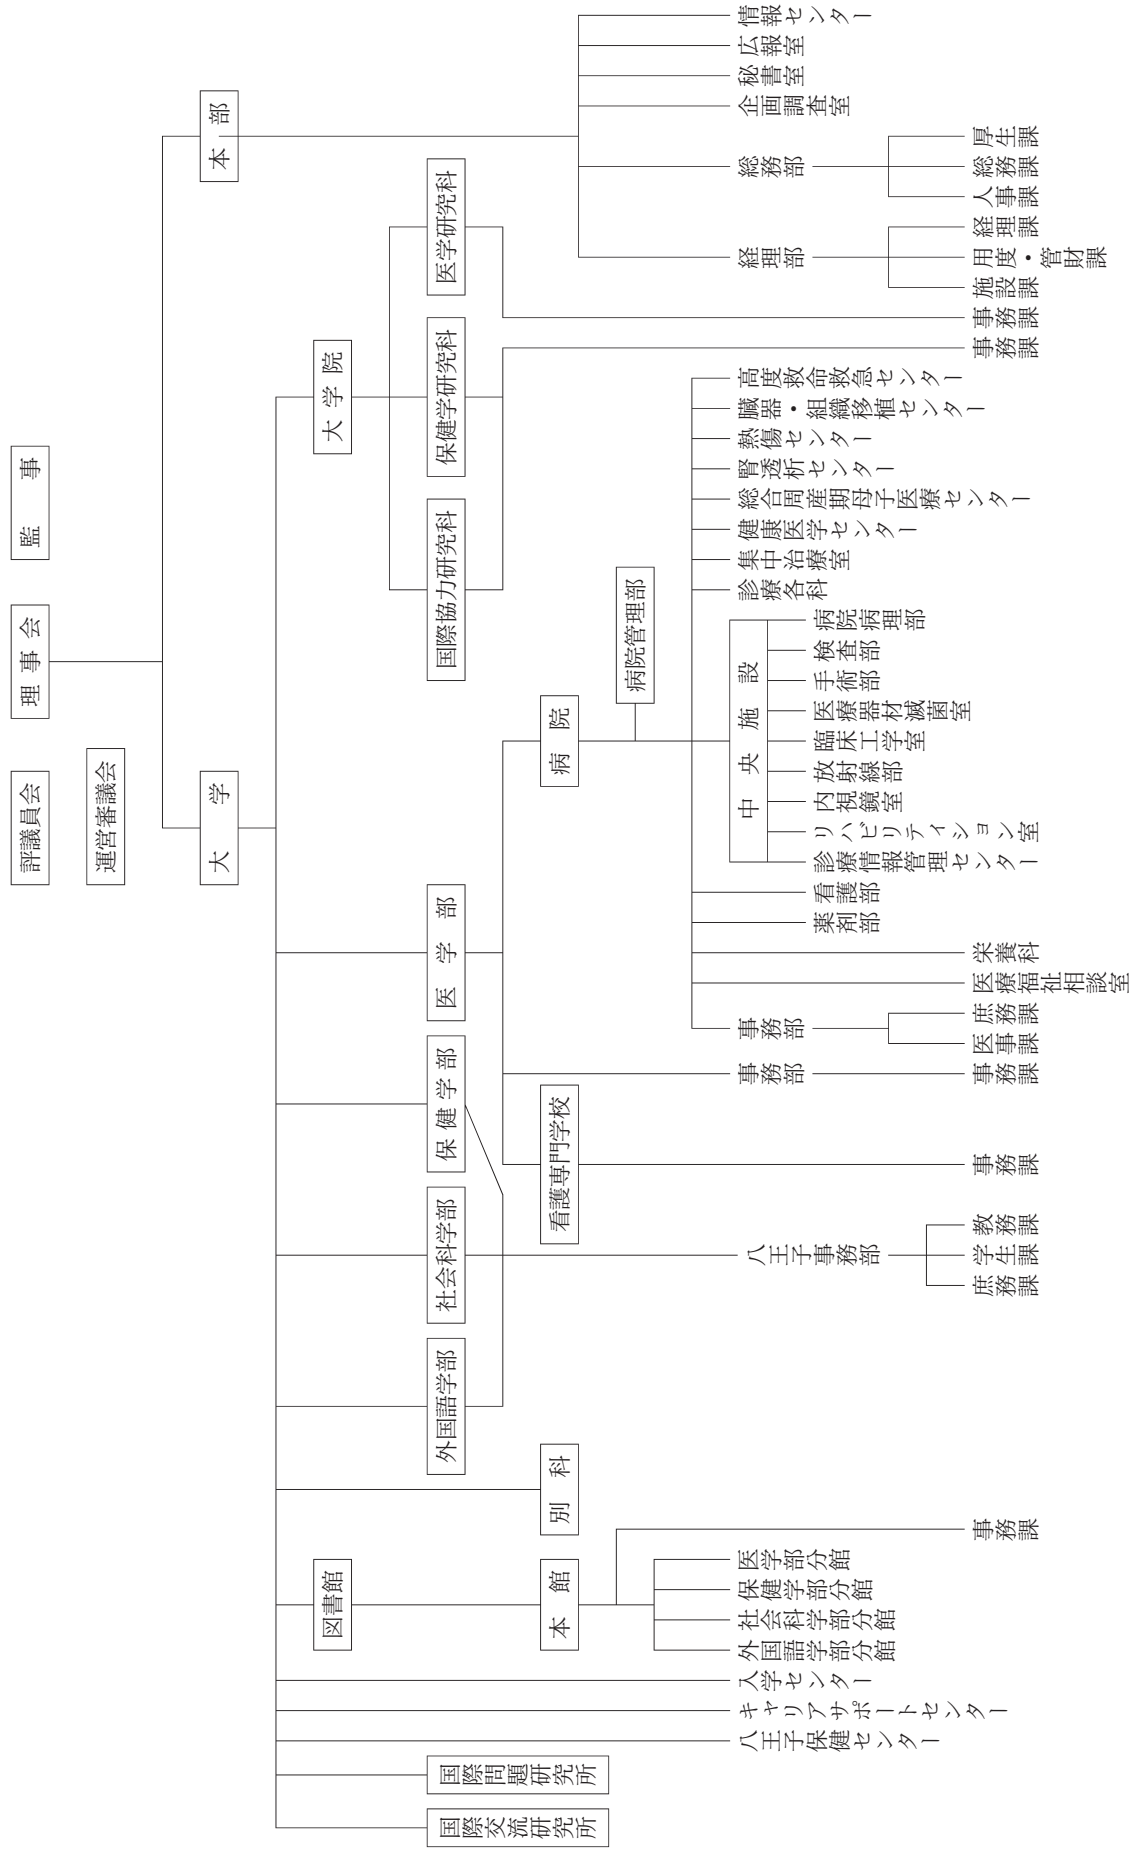 評議員会
理事会
監事
運営審議会
大学
本部
国際交流研究所
国際問題研究所
八王子保健センター
キャリアサポートセンター
入学センター
図書館
本館
外国語学部分館
社会科学部分館
保健学部分館
医学部分館
事務課
別科
外国語学部
社会科学部
保健学部
八王子事務部
庶務課
学生課
教務課
医学部
看護専門学校
事務課
事務部
事務課
病院
病院管理部
事務部
医事課
庶務課
医療福祉相談室
栄養科
薬剤部
看護部
中央施設
診療情報管理センター
リハビリテイション室
内視鏡室
放射線部
臨床工学室
医療器材滅菌室
手術部
検査部
病院病理部
診療各科
集中治療室
健康医学センター
総合周産期母子医療センター
腎透析センター
熱傷センター
臓器・組織移植センター
高度救命救急センター
大学院
国際協力研究科
保健学研究科
医学研究科
事務課
事務課
経理部
施設課
用度・管財課
経理課
総務部
人事課
総務課
厚生課
企画調査室
秘書室
広報室
情報センター